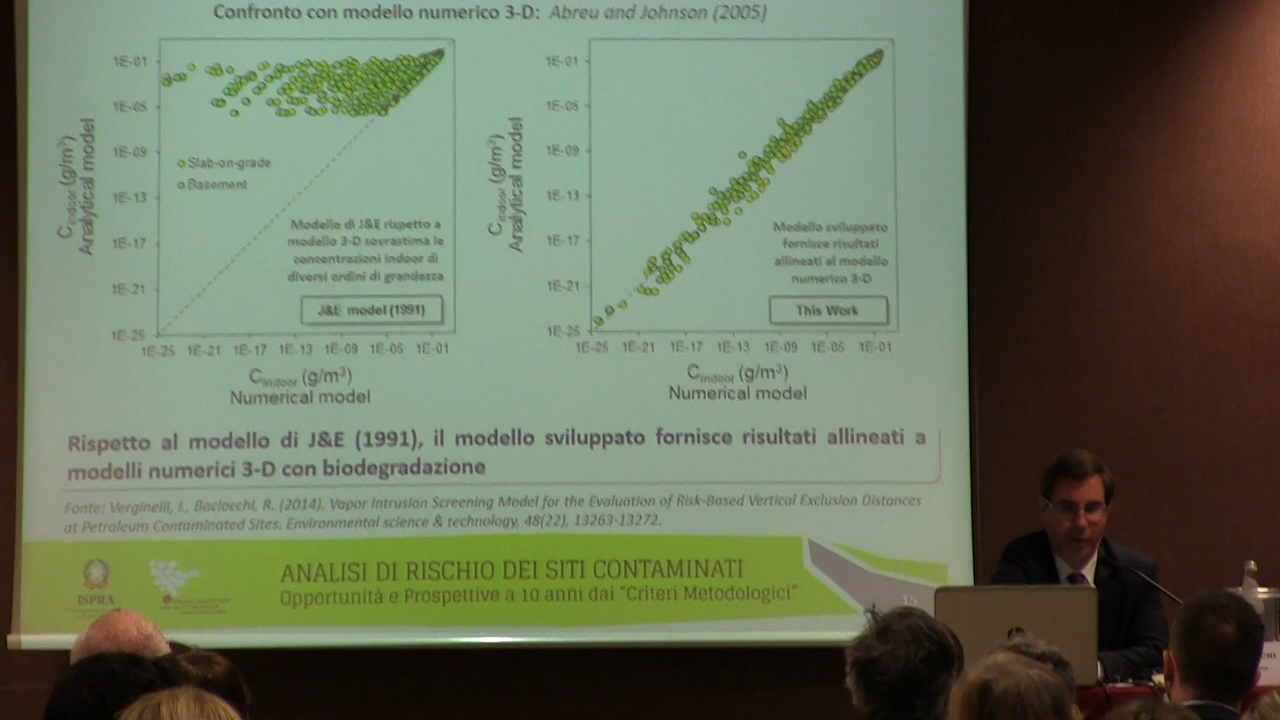 Confronto con modello numerico 3-D: Abreu and Johnson (2005)
1E-01
1E-05
1E-09
1E-13
1E-17
1E-21
1E-25
Cindoor (g/m³)
Analytical model
Slab-on-grade
Basement
Modello di J&E rispetto a
modello 3-D sovrastima le
concentrazioni indoor di
diversi ordini di grandezza
J&E model (1991)
1E-25 1E-21 1E-17 1E-13 1E-09 1E-05 1E-01
Cindoor (g/m³)
Numerical model
1E-01
1E-05
1E-09
1E-13
1E-17
1E-21
1E-25
Cindoor (g/m³)
Analytical model
Modello sviluppato
fornisce risultati
allineati al modello
numerico 3-D
This Work
1E-25 1E-21 1E-17 1E-13 1E-09 1E-05 1E-01
Cindoor (g/m³)
Numerical model
Rispetto al modello di J&E (1991), il modello sviluppato fornisce risultati allineati a
modelli numerici 3-D con biodegradazione
Fonte: Verginelli, I., Baciocchi, R. (2014). Vapor Intrusion Screening Model for the Evaluation of Risk-Based Vertical Exclusion Distances
at Petroleum Contaminated Sites. Environmental science & technology, 48(22), 13263-13272.
ISPRA
ANALISI DI RISCHIO DEI SITI CONTAMINATI
Opportunità e Prospettive a 10 anni dai "Criteri Metodologici"
15